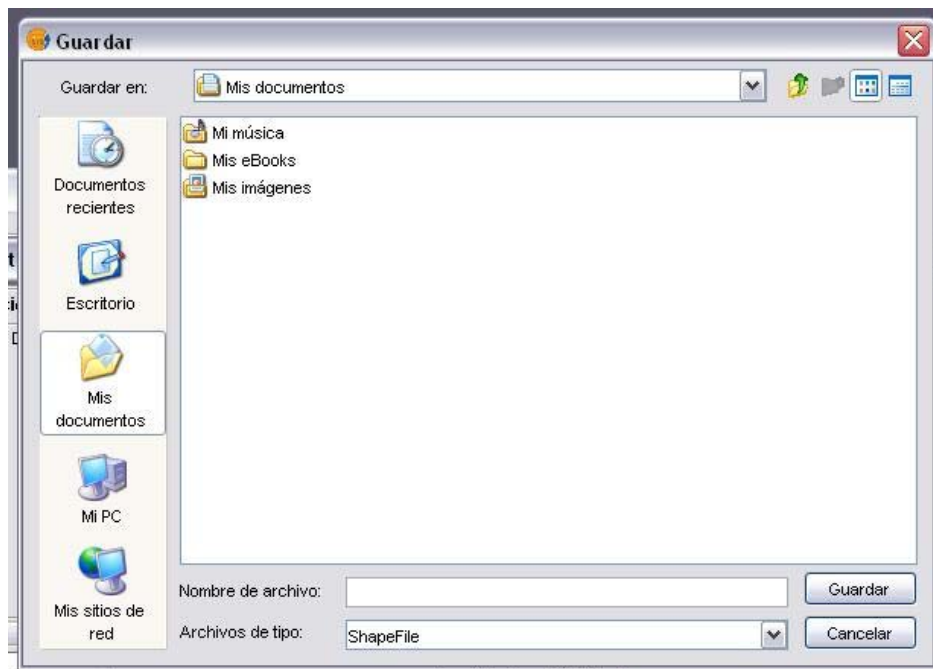 Guardar
Guardar en:
Mis documentos
Documentos
recientes
Escritorio
Mis
documentos
Mi PC
Mis sitios de
red
Mi música
Mis eBooks
Mis imágenes
Nombre de archivo:
Guardar
Archivos de tipo:
ShapeFile
Cancelar